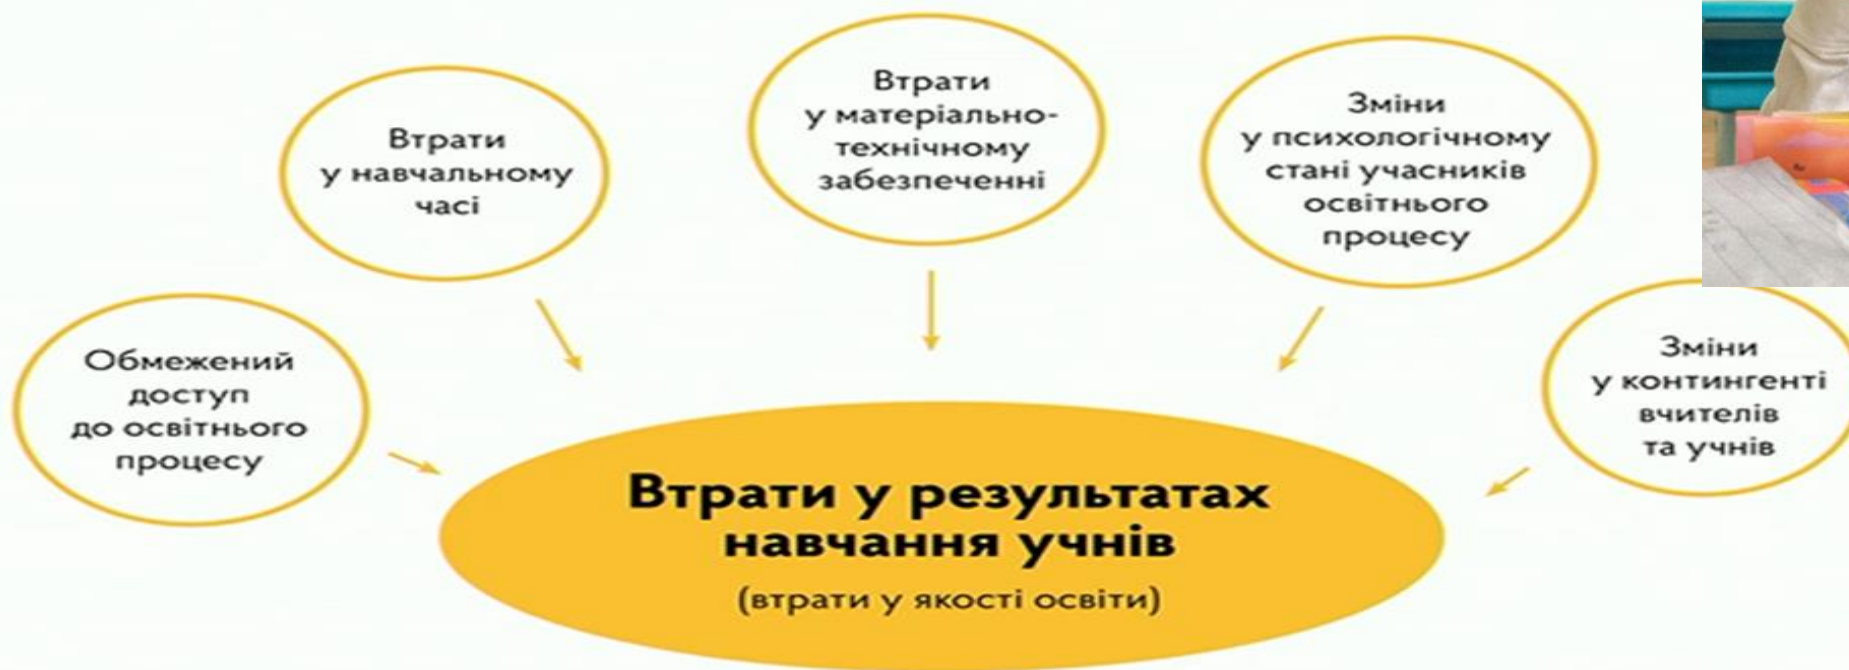 Обмежений
доступ
до освітнього
процесу
Втрати
у навчальному
часі
Втрати
у матеріально-
технічному
забезпеченні
Зміни
у психологічному
стані учасників
освітнього
процесу
Зміни
у контингенті
вчителів
та учнів
Втрати у результатах
навчання учнів
(втрати у якості освіти)